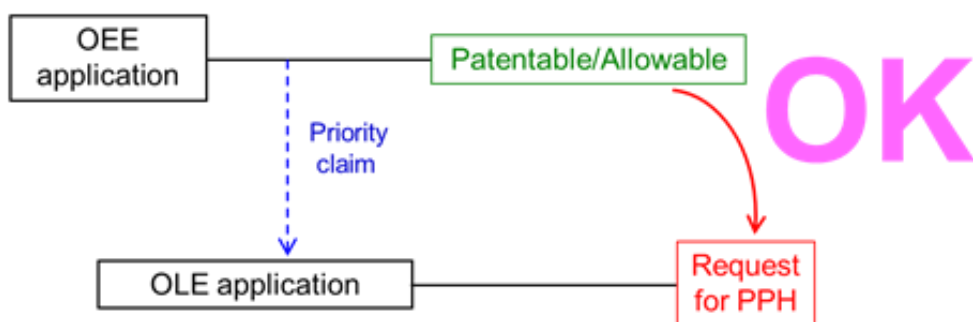 OEE
application
Patentable/Allowable
OK
Priority
claim
OLE application
Request
for PPH